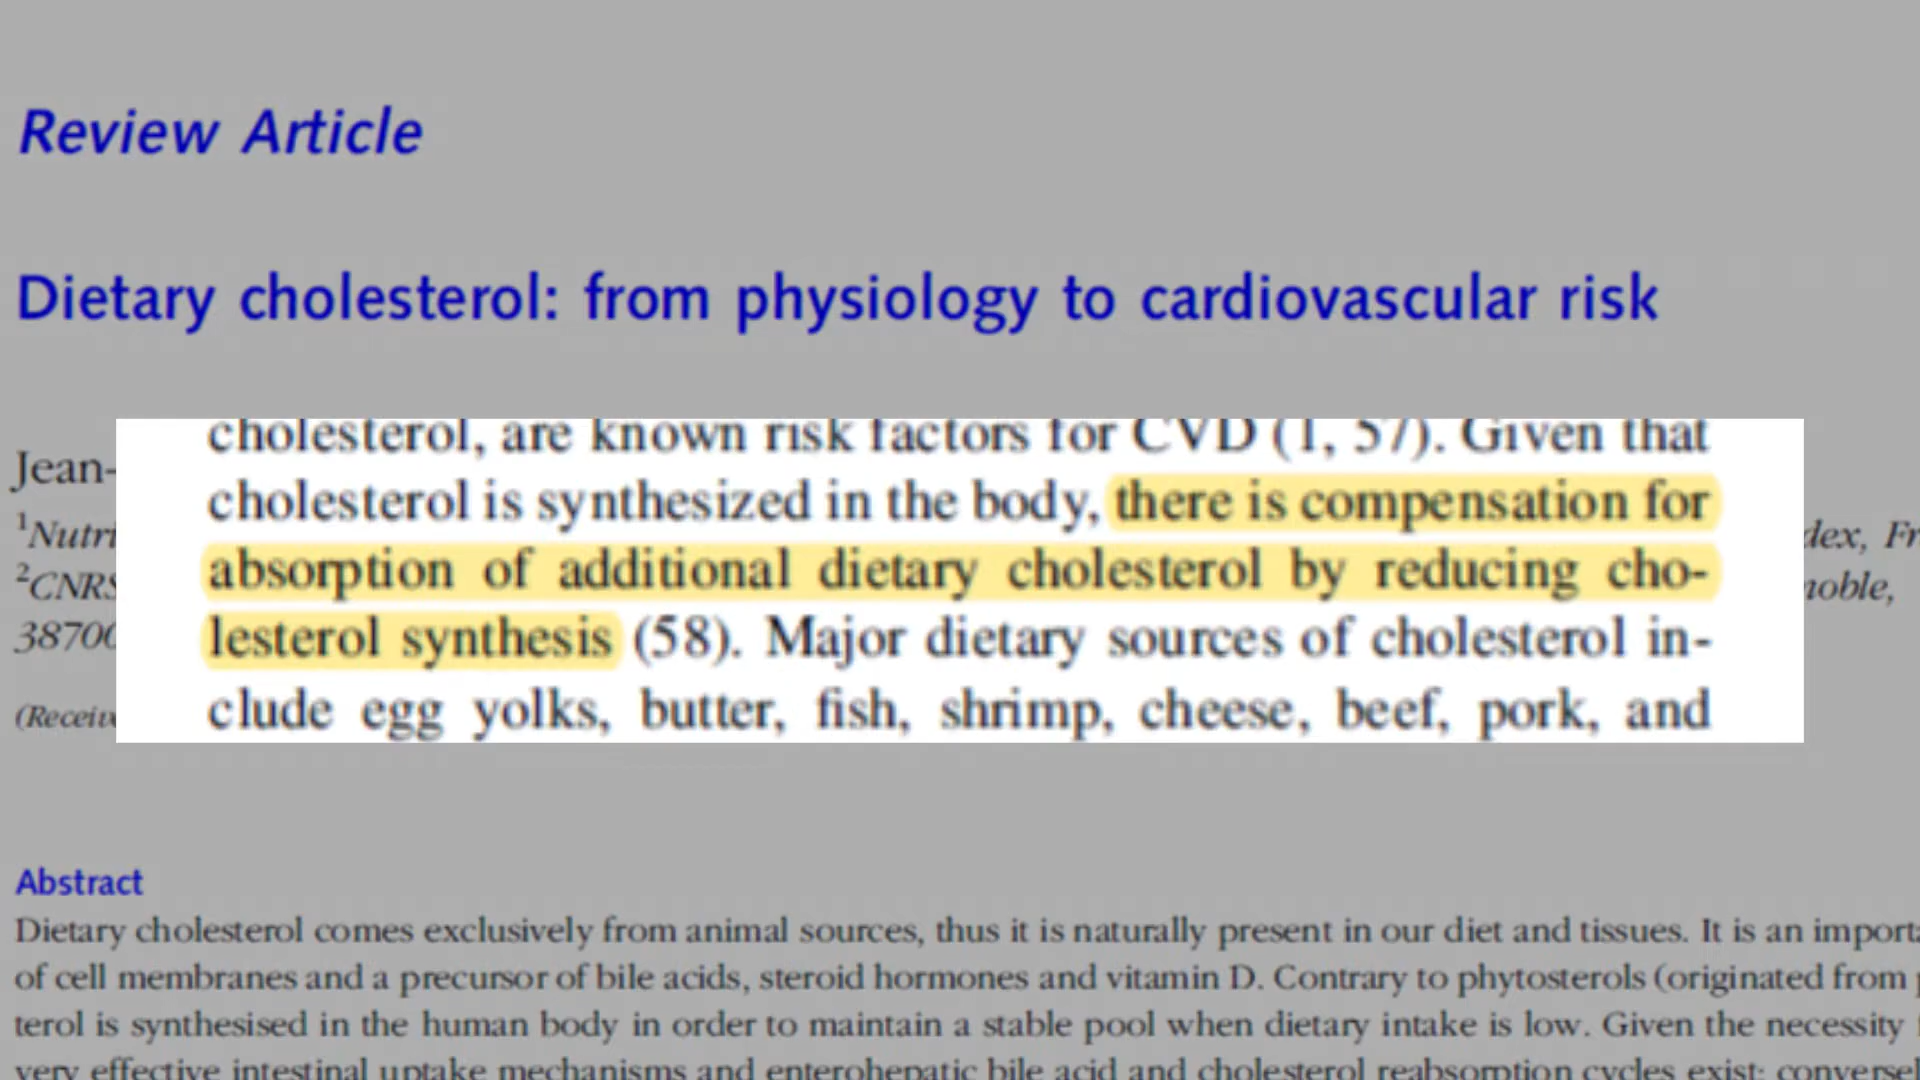 Review Article
Dietary cholesterol: from physiology to cardiovascular risk
cholesterol, are known risk factors for CVD (1, 57). Given that
cholesterol is synthesized in the body, there is compensation for
absorption of additional dietary cholesterol by reducing cho-
lesterol synthesis (58). Major dietary sources of cholesterol in-
clude egg yolks, butter, fish, shrimp, cheese, beef, pork, and
Jean-
1Nutri dex, Fr
2CNRS noble,
38700
(Receiv
Abstract
Dietary cholesterol comes exclusively from animal sources, thus it is naturally present in our diet and tissues. It is an importa
of cell membranes and a precursor of bile acids, steroid hormones and vitamin D. Contrary to phytosterols (originated from p
terol is synthesised in the human body in order to maintain a stable pool when dietary intake is low. Given the necessity
very effective intestinal uptake mechanisms and enterohepatic bile acid and cholesterol reabsorption cycles exist; conversel